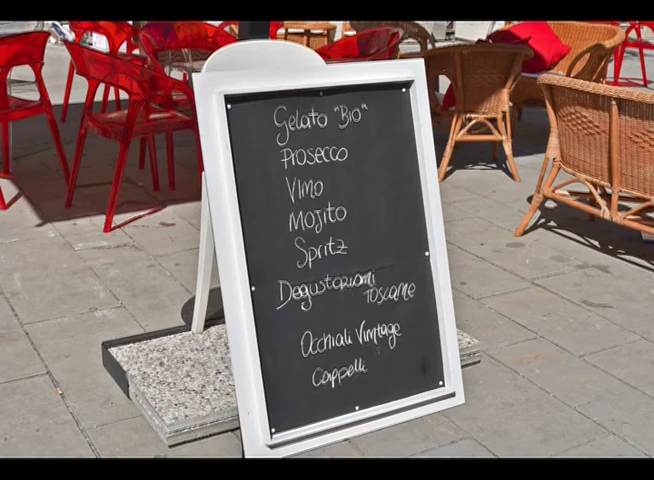 Gelato "Bio"
Prosecco
Vino
Mojito
Spritz
Degustazioni
Toscane
Occhiali Vintage
Cappelli